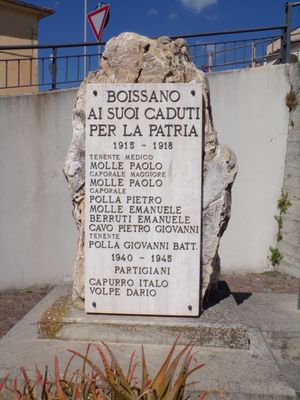 BOISSANO
AI SUOI CADUTI
PER LA PATRIA
1915 - 1918
TENENTE MEDICO
MOLLE PAOLO
CAPORALE MAGGIORE
MOLLE PAOLO
CAPORALE
POLLA PIETRO
MOLLE EMANUELE
BERRUTI EMANUELE
CAVO PIETRO GIOVANNI
TENENTE
POLLA GIOVANNI BATT.
1940 - 1945
PARTIGIANI
CAPURRO ITALO
VOLPE DARIO